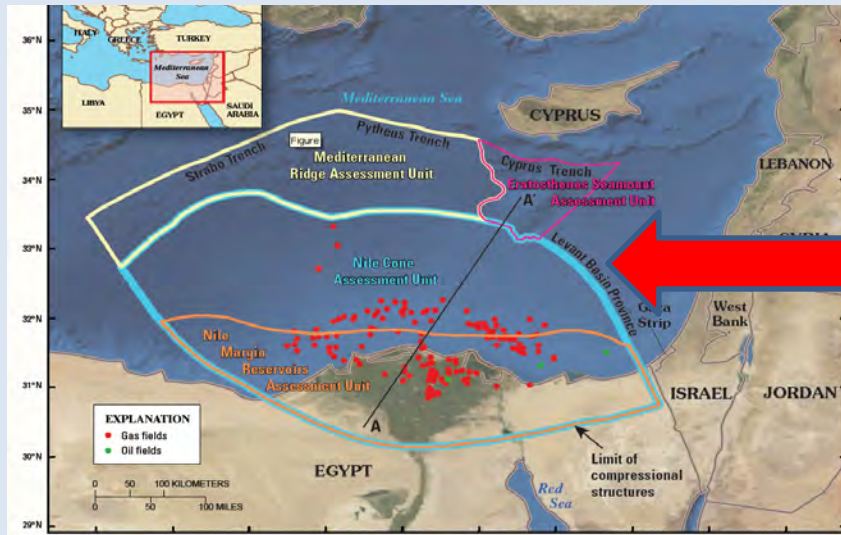 36°N
35°N
34°N
33°N
32°N
31°N
30°N
29°N
ITALY
GREECE
TURKEY
Mediterranean
Sea
LIBYA
EGYPT
SAUDI
ARABIA
Mediterranean Sea
CYPRUS
LEBANON
Strabo Trench
Pytheus Trench
Figure
Mediterranean
Ridge Assessment Unit
Cyprus Trench
Eratosthenes Seamount
Assessment Unit
A'
Levant Basin Province
Nile Cone
Assessment Unit
Strip
West
Bank
Nile
Margin
Reservoirs
Assessment Unit
ISRAEL
JORDAN
EXPLANATION
Gas fields
Oil fields
A
0 50 100 KILOMETERS
0 50 100 MILES
EGYPT
Limit of
compressional
structures
Red
Sea